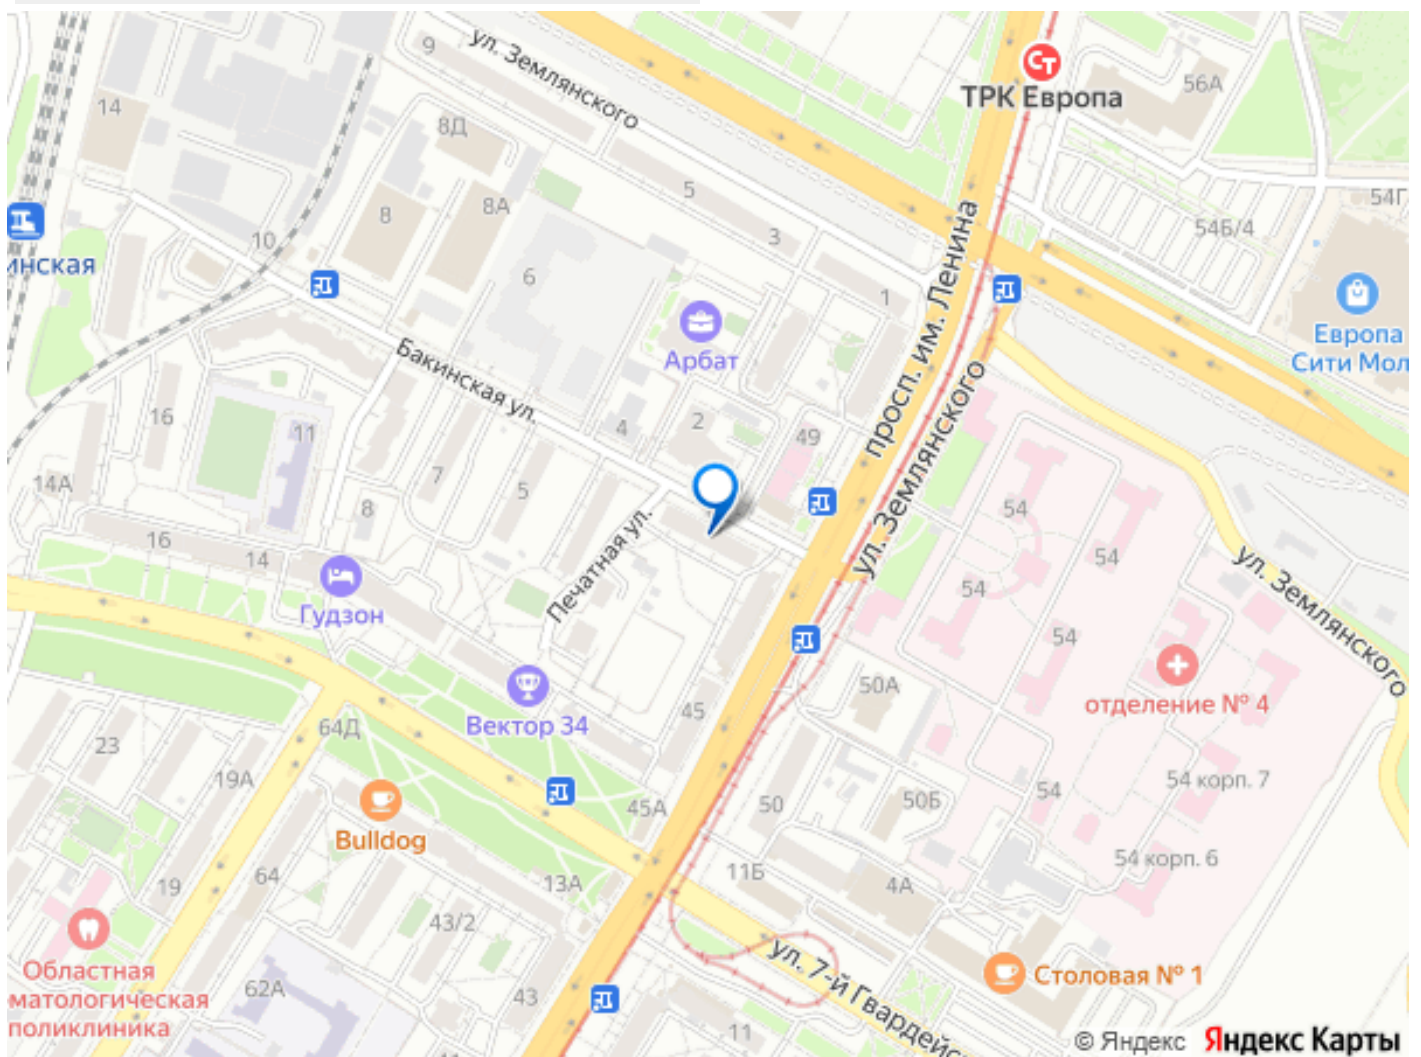 9
ул. Землянского
ТРК Европа
56А
14
8Д
5
8
8А
3
54Г
54Б/4
10
инская
6
1
просп. им. Ленина
Европа
Сити Мол
Арбат
Бакинская ул.
ул. Землянского
16
11
4
2
49
7
5
14А
8
Печатная ул.
16
14
Гудзон
54
54
54
54
ул. Землянского
50А
отделение № 4
Вектор 34
45
64Д
23
19А
45А
50
50Б
54
54 корп. 7
Bulldog
54 корп. 6
11Б
4А
19
64
13А
43/2
ул. 7-й Гвардейс
Столовая № 1
Областная
матологическая
поликлиника
62А
43
11
44
© Яндекс Яндекс Карты